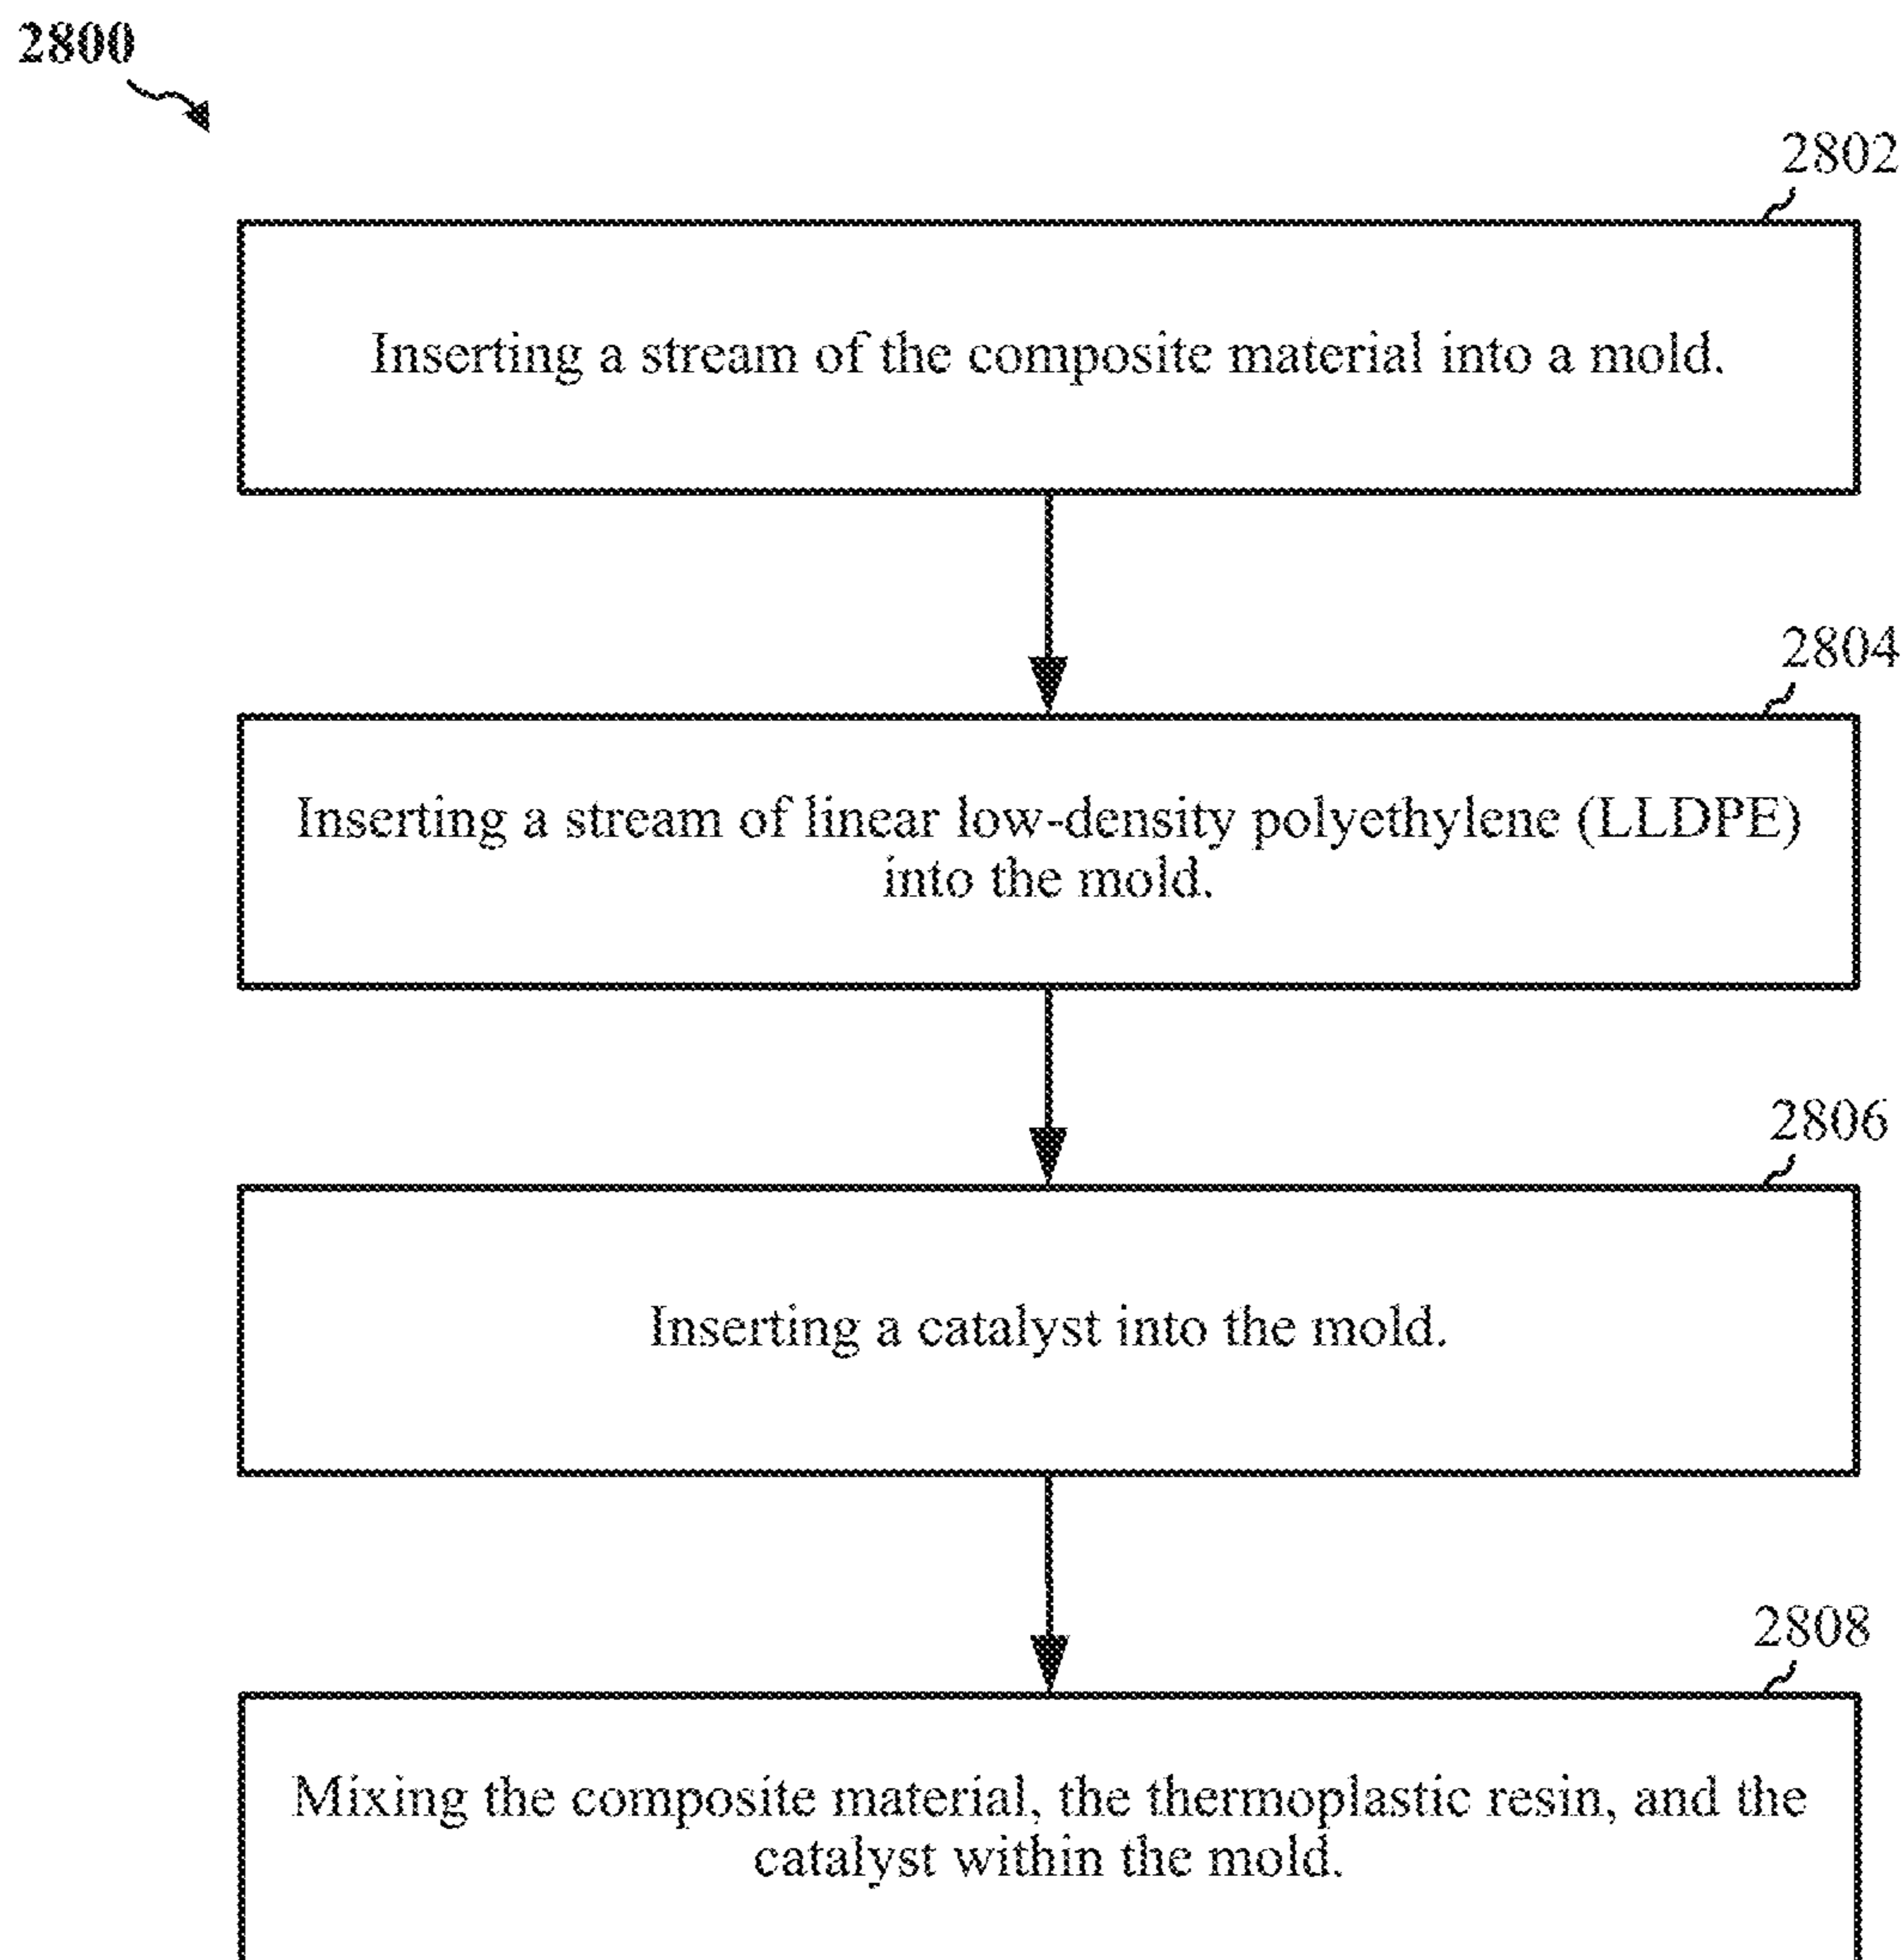 2800
2802
Inserting a stream of the composite material into a mold.
2804
Inserting a stream of linear low-density polyethylene (LLDPE)
into the mold.
2806
Inserting a catalyst into the mold.
2808
Mixing the composite material, the thermoplastic resin, and the
catalyst within the mold.